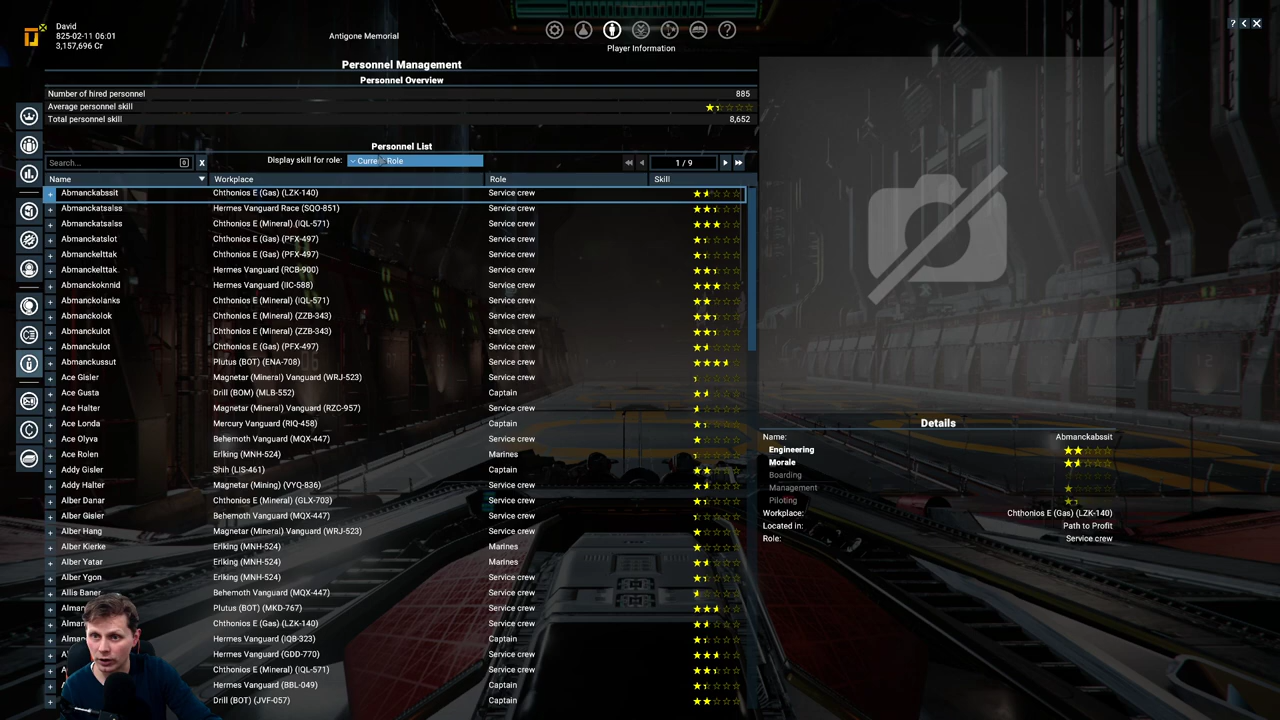 David
825-02-11 06:01
3,157,696 Cr
Antigone Memorial
Player Information
Personnel Management
Personnel Overview
Number of hired personnel 885
Average personnel skill
Total personnel skill 8,652
Personnel List
Search... Display skill for role: Role 1 / 9
Name Workplace Role Skill
Abmanckabssit Chthonios E (Gas) (LZK-140) Service crew
Abmanckatsalss Hermes Vanguard Race (SQO-851) Service crew
Abmanckatsalss Chthonios E (Mineral) (IQL-571) Service crew
Abmanckatslot Chthonios E (Gas) (PFX-497) Service crew
Abmanckelttak Chthonios E (Gas) (PFX-497) Service crew
Abmanckelttak Hermes Vanguard (RCB-900) Service crew
Abmanckoknnid Hermes Vanguard (IIC-588) Service crew
Abmanckolanks Chthonios E (Mineral) (IQL-571) Service crew
Abmanckolok Chthonios E (Mineral) (ZZB-343) Service crew
Abmanckulot Chthonios E (Mineral) (ZZB-343) Service crew
Abmanckulot Chthonios E (Gas) (PFX-497) Service crew
Abmanckussut Plutus (BOT) (ENA-708) Service crew
Ace Gisler Magnetar (Mineral) Vanguard (WRJ-523) Service crew
Ace Gusta Drill (BOM) (MLB-552) Captain
Ace Halter Magnetar (Mineral) Vanguard (RZC-957) Service crew
Ace Londa Mercury Vanguard (RIQ-458) Captain
Ace Olyva Behemoth Vanguard (MQX-447) Service crew
Ace Rolen Erlking (MNH-524) Marines
Addy Gisler Shih (LIS-461) Captain
Addy Halter Magnetar (Mining) (VYQ-836) Service crew
Alber Danar Chthonios E (Mineral) (GLX-703) Service crew
Alber Gisler Behemoth Vanguard (MQX-447) Service crew
Alber Hang Magnetar (Mineral) Vanguard (WRJ-523) Service crew
Alber Kierke Erlking (MNH-524) Marines
Alber Yatar Erlking (MNH-524) Marines
Alber Ygon Erlking (MNH-524) Service crew
Allis Baner Behemoth Vanguard (MQX-447) Service crew
Plutus (BOT) (MKD-767) Service crew
Chthonios E (Gas) (LZK-140) Service crew
Hermes Vanguard (IQB-323) Captain
Hermes Vanguard (GDD-770) Service crew
Chthonios E (Mineral) (IQL-571) Service crew
Hermes Vanguard (BBL-049) Captain
Drill (BOT) (JVF-057) Captain
Details
Name: Abmanckabssit
Engineering
Morale
Boarding
Management
Piloting
Workplace: Chthonios E (Gas) (LZK-140)
Located in: Path to Profit
Role: Service crew